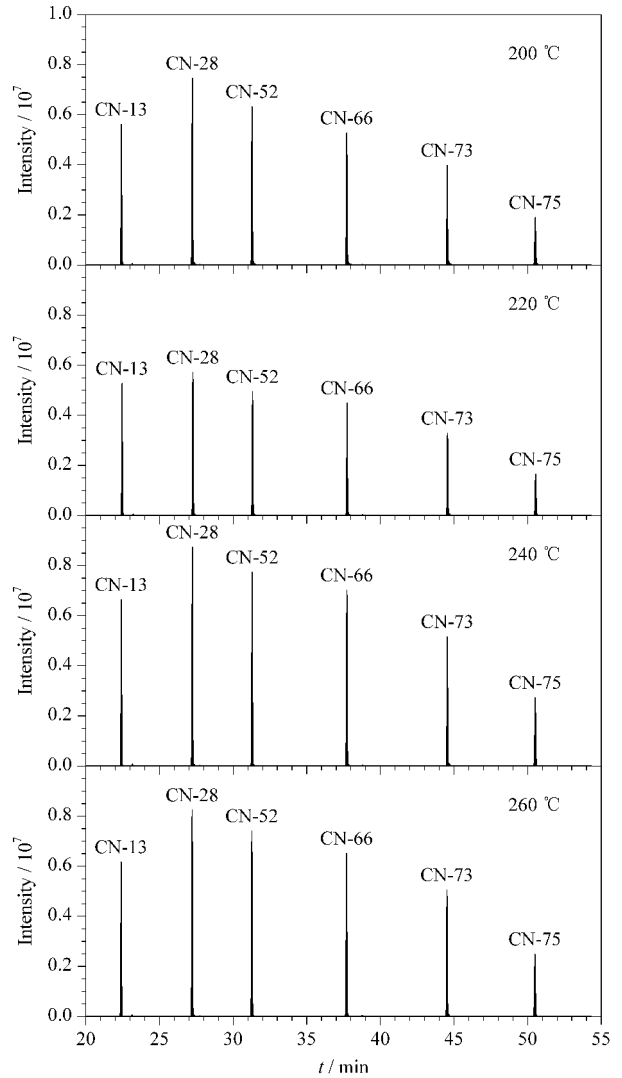 1.0
200 ℃
CN-28
0.8
CN-52
CN-13
CN-66
0.6
CN-73
0.4
CN-75
0.2
0.0
Intensity / 10⁷
220 ℃
0.8
CN-28
0.6
CN-13
CN-52
CN-66
0.4
CN-73
0.2
CN-75
0.0
Intensity / 10⁷
CN-28
240 ℃
CN-52
0.8
CN-66
CN-13
0.6
CN-73
0.4
CN-75
0.2
0.0
Intensity / 10⁷
CN-28
260 ℃
0.8
CN-52
CN-13
CN-66
0.6
CN-73
0.4
CN-75
0.2
0.0
Intensity / 10⁷
20 25 30 35 40 45 50 55
t / min